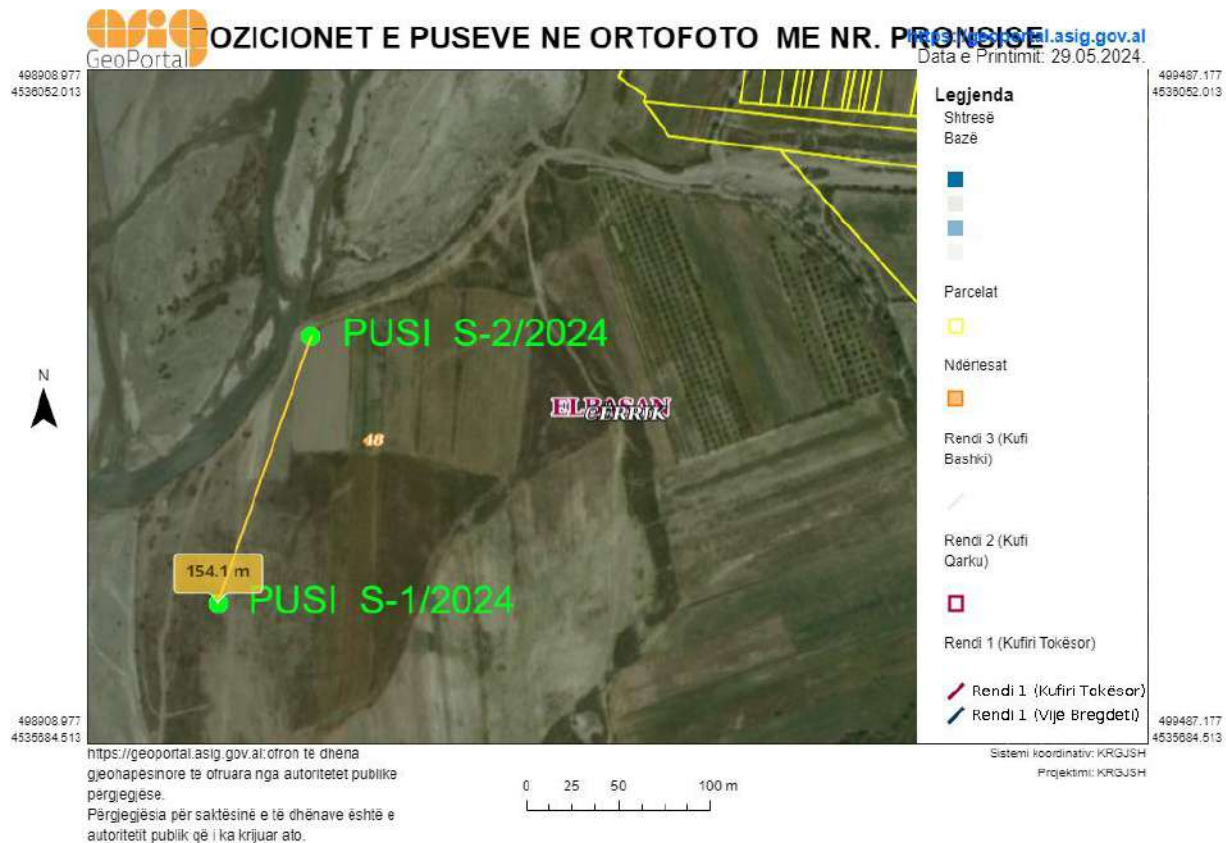 asig
GeoPortal
OZICIONET E PUSEVE NE ORTOFOTO ME NR. PRONSISE
https://geoportal.asig.gov.al
Data e Printimit: 29.05.2024.
498908.977
4536052.013
499487.177
4536052.013
Legjenda
Shtresë
Bazë
Parcelat
Ndërtesat
Rendi 3 (Kufi
Bashki)
Rendi 2 (Kufi
Qarku)
Rendi 1 (Kufiri Tokësor)
Rendi 1 (Kufiri Tokësor)
Rendi 1 (Vijë Bregdeti)
PUSI S-2/2024
ELBASAN
CERRIK
48
N
154.1 m
PUSI S-1/2024
498908.977
4535684.513
499487.177
4535684.513
https://geoportal.asig.gov.al:ofron të dhëna
gjeohapësinore të ofruara nga autoritetet publike
përgjegjëse.
Përgjegjësia për saktësinë e të dhënave është e
autoritetit publik që i ka krijuar ato.
0 25 50 100 m
Sistemi koordinativ: KRGJSH
Projektimi: KRGJSH